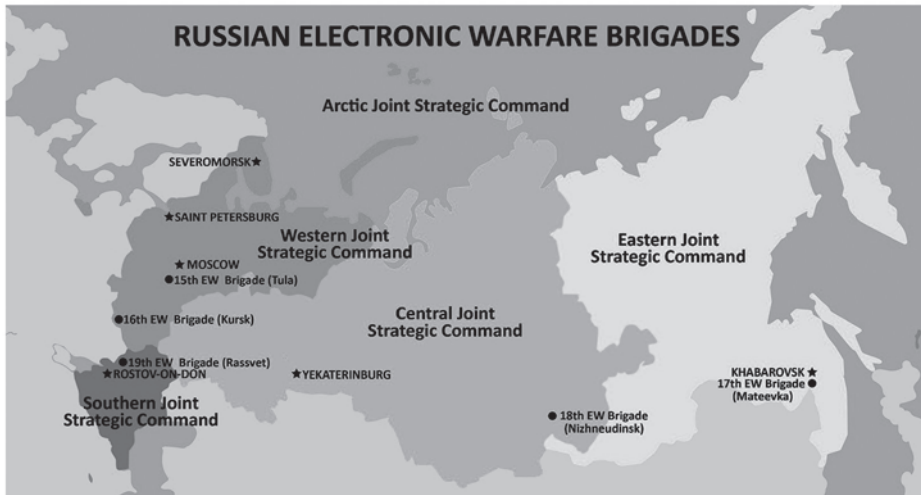 RUSSIAN ELECTRONIC WARFARE BRIGADES
Arctic Joint Strategic Command
SEVEROMORSK
SAINT PETERSBURG
Western Joint
Strategic Command
Eastern Joint
Strategic Command
MOSCOW
15th EW Brigade (Tula)
Central Joint
Strategic Command
16th EW Brigade (Kursk)
19th EW Brigade (Rassvet)
ROSTOV-ON-DON
YEKATERINBURG
KHABAROVSK
17th EW Brigade
(Mateevka)
Southern Joint
Strategic Command
18th EW Brigade
(Nizhneudinsk)